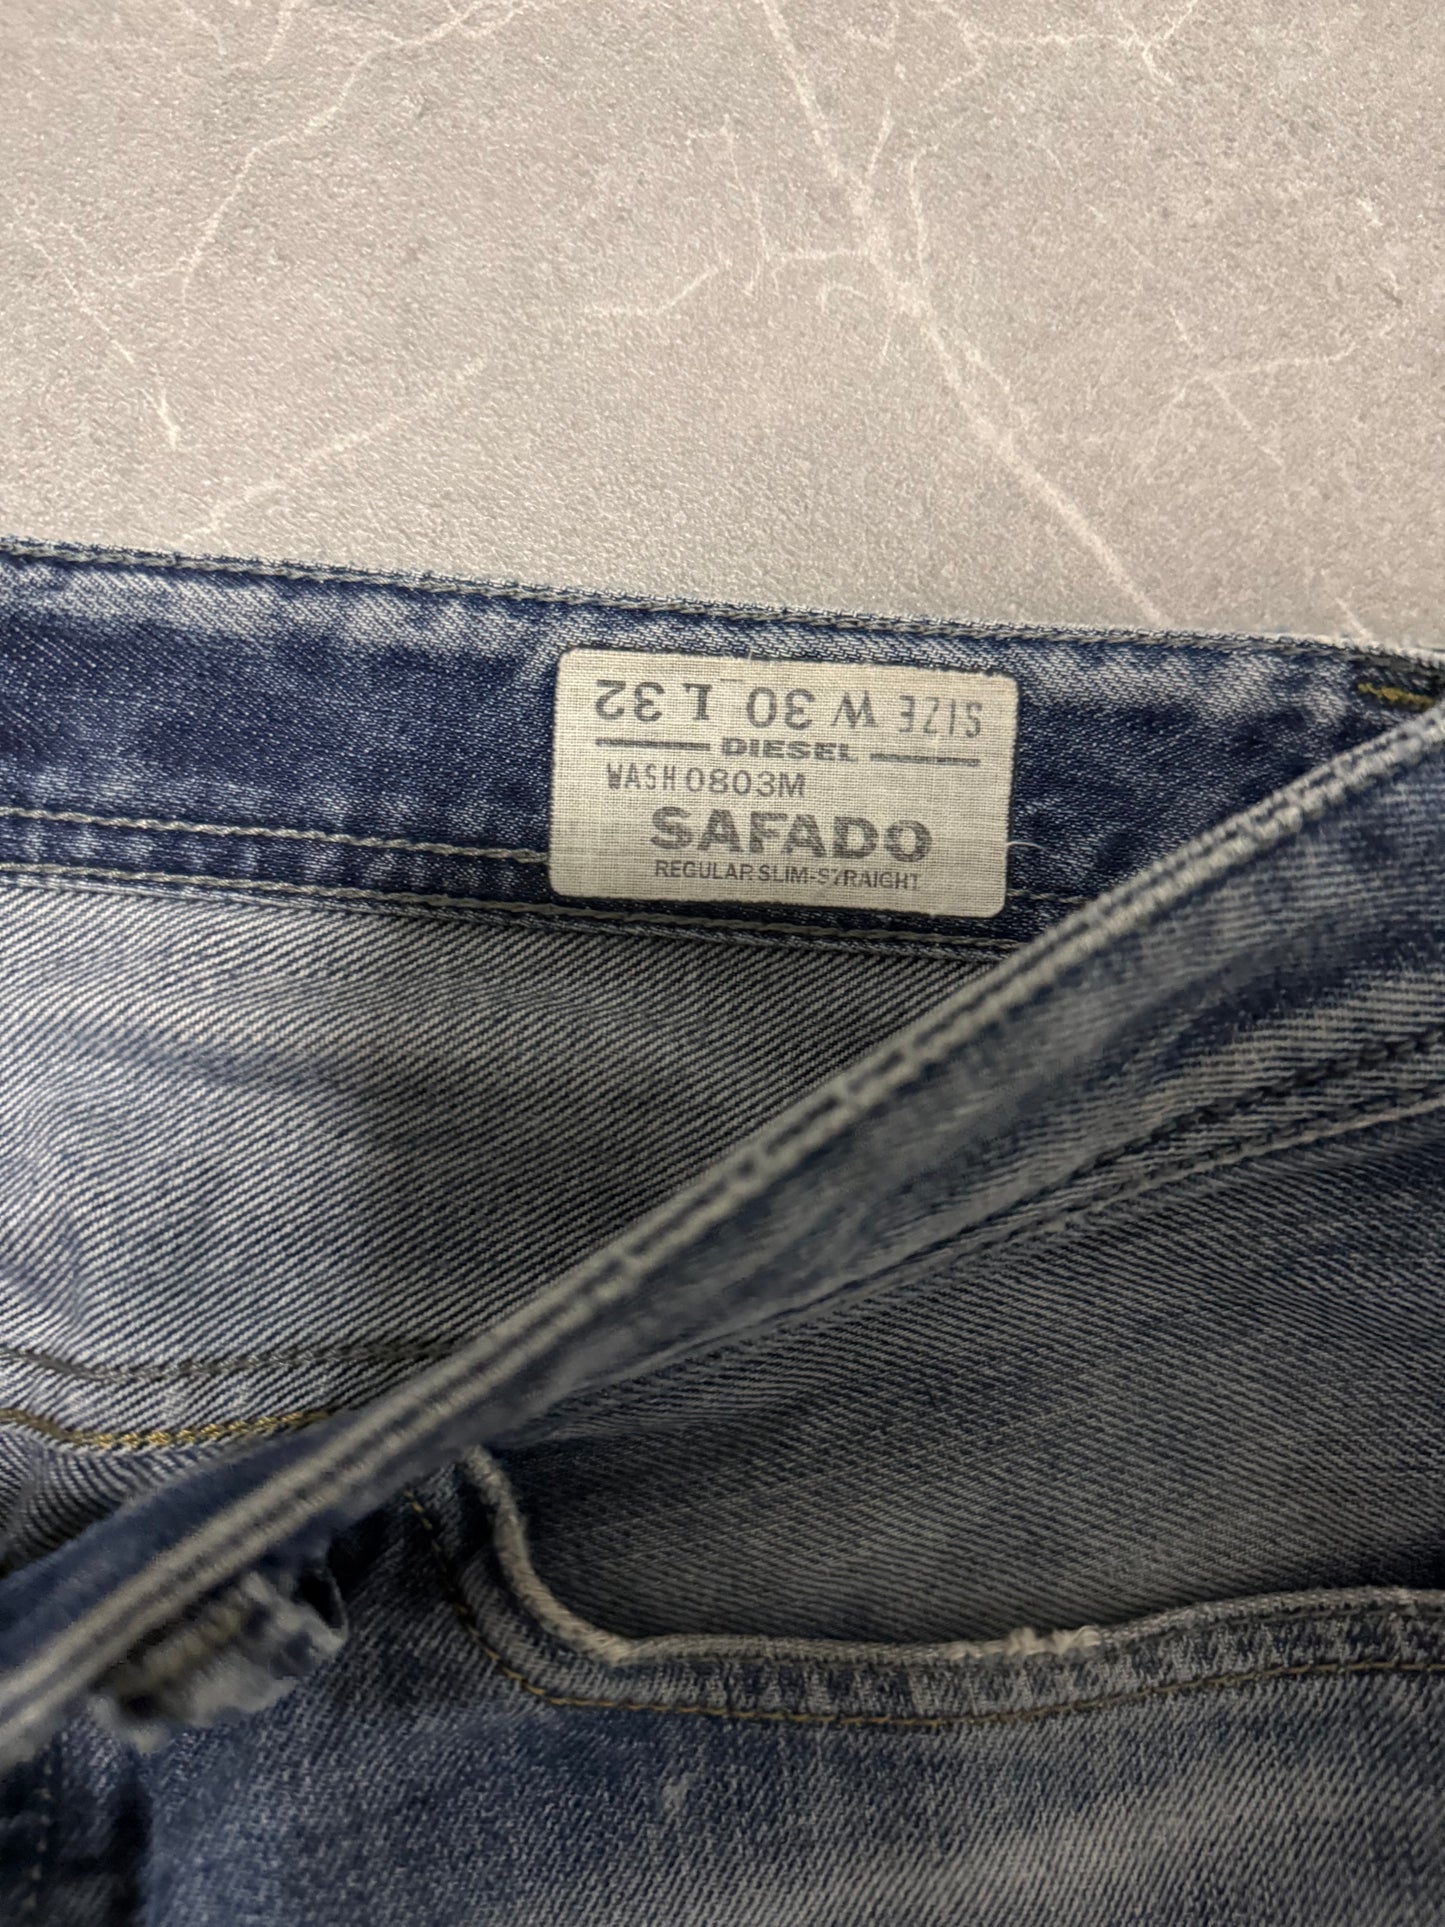 SIZE W 30 L 32
DIESEL
WASH 0803M
SAFADO
REGULAR SLIM-STRAIGHT